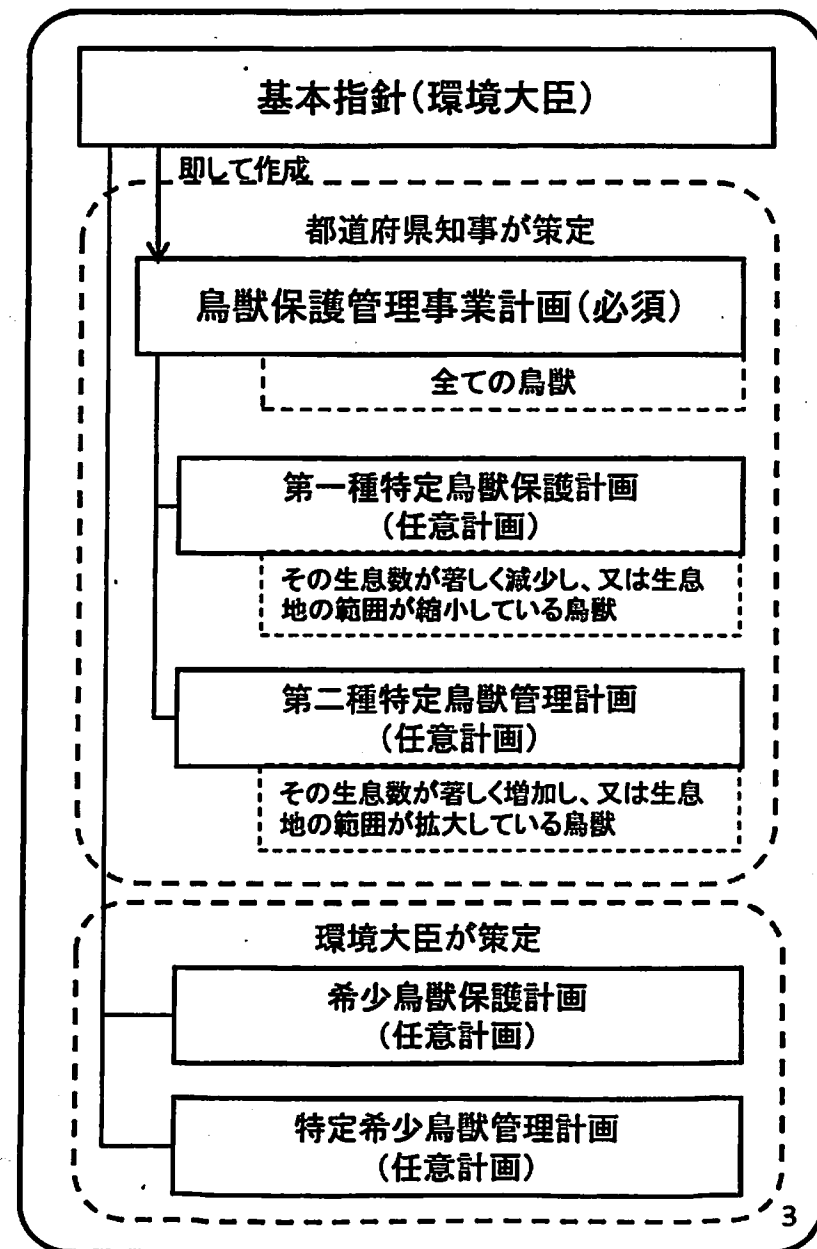 基本指針(環境大臣)
即して作成
都道府県知事が策定
鳥獣保護管理事業計画(必須)
全ての鳥獣
第一種特定鳥獣保護計画
(任意計画)
その生息数が著しく減少し、又は生息
地の範囲が縮小している鳥獣
第二種特定鳥獣管理計画
(任意計画)
その生息数が著しく増加し、又は生息
地の範囲が拡大している鳥獣
環境大臣が策定
希少鳥獣保護計画
(任意計画)
特定希少鳥獣管理計画
(任意計画)
3